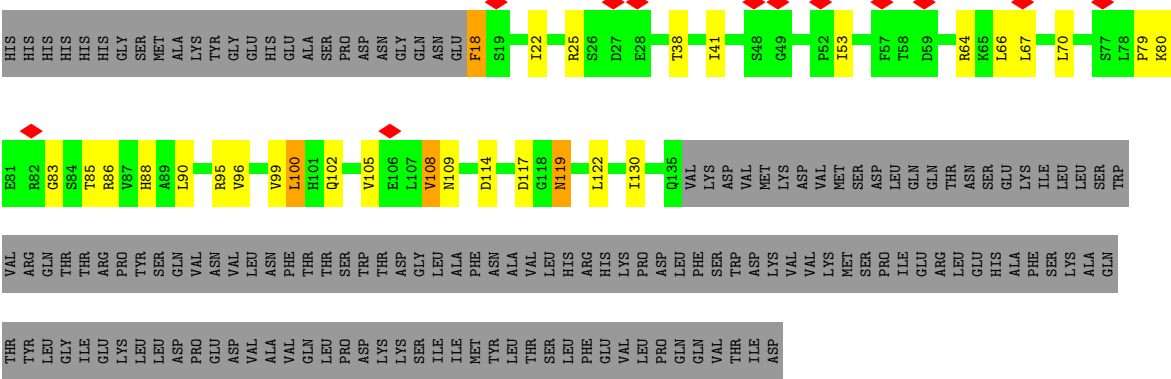 HIS HIS HIS HIS HIS HIS GLY SER MET ALA LYS TYR GLY GLU HIS GLU ALA SER PRO ASP ASN GLY GLN ASN GLU F18 S19 I22 R25 S26 D27 E28 T38 I41 S48 G49 P52 I53 F57 T58 D59 R64 K65 L66 L67 L70 S77 L78 P79 K80
E81 R82 G83 S84 T85 R86 V87 H88 A89 L90 R95 V96 V99 L100 H101 Q102 V105 E106 L107 V108 N109 D114 D117 G118 N119 L122 I130 Q135 VAL LYS ASP VAL MET LYS ASP VAL MET SER ASP LEU GLN GLN THR ASN SER GLU LYS ILE LEU LEU SER TRP
VAL ARG GLN THR THR ARG PRO TYR SER GLN VAL ASN VAL LEU ASN PHE THR THR SER TRP THR ASP GLY LEU ALA PHE ASN ALA VAL LEU HIS ARG HIS LYS PRO ASP LEU PHE SER TRP ASP LYS VAL VAL LYS MET SER PRO ILE GLU ARG LEU GLU HIS ALA PHE SER LYS ALA GLN
THR TYR LEU GLY ILE GLU LYS LEU LEU ASP PRO GLU ASP VAL ALA VAL GLN LEU PRO ASP LYS LYS SER ILE ILE MET TYR LEU THR SER LEU PHE GLU VAL LEU PRO GLN GLN VAL THR ILE ASP